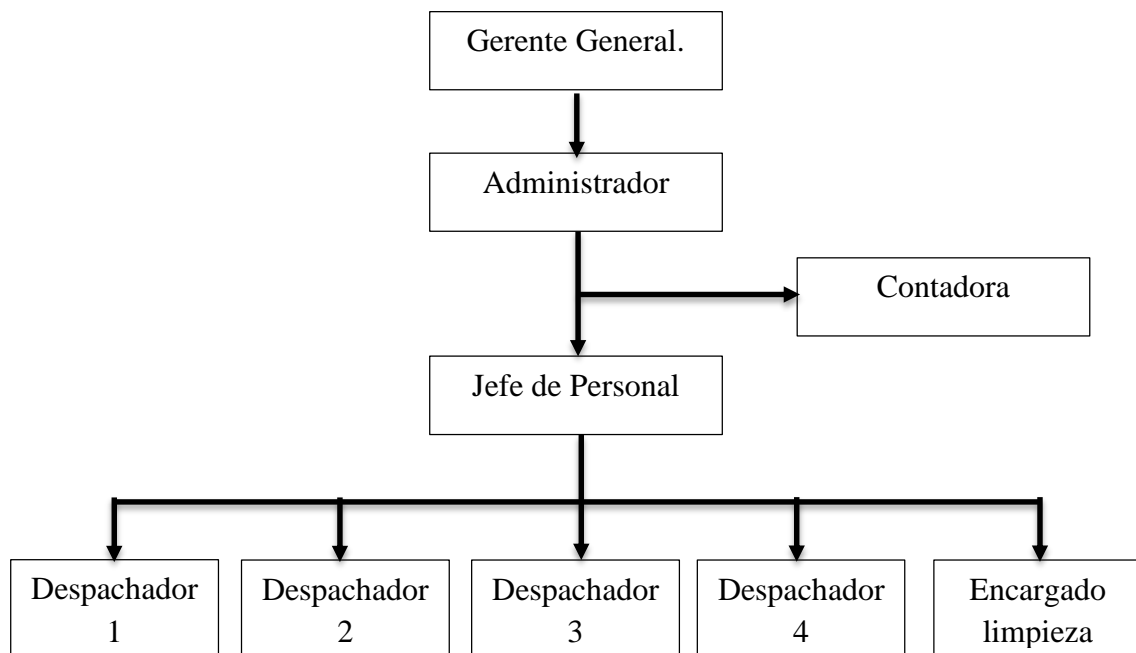 Gerente General.
Administrador
Contadora
Jefe de Personal
Despachador
1
Despachador
2
Despachador
3
Despachador
4
Encargado
limpieza